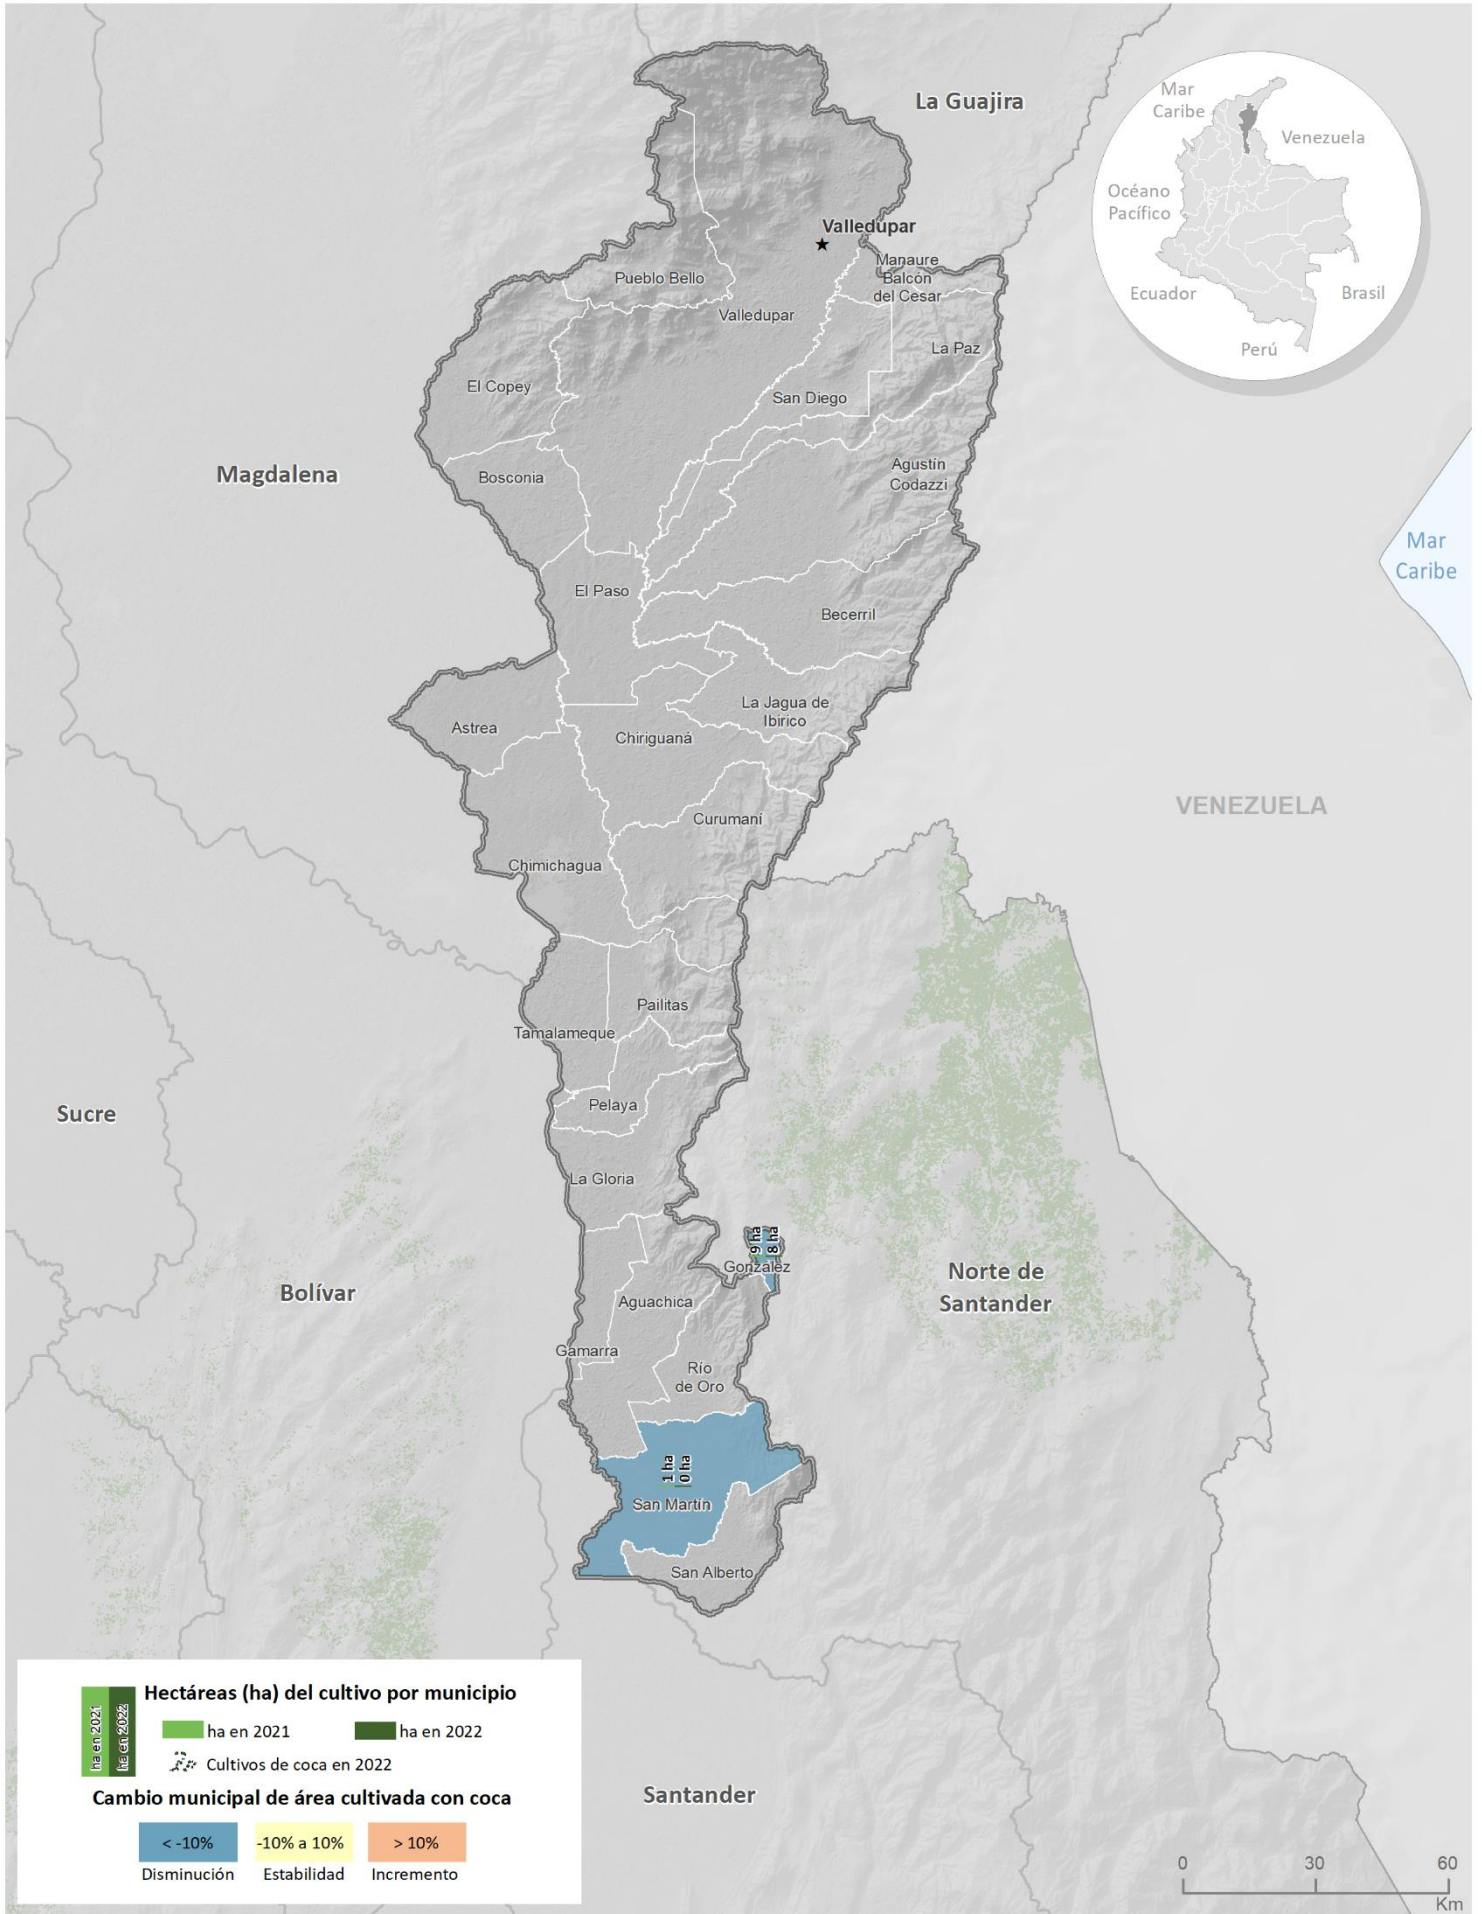 La Guajira
Mar
Caribe
Venezuela
Océano
Pacífico
Ecuador
Brasil
Perú
Valledupar
Manaure
Balcón
del Cesar
Pueblo Bello
Valledupar
La Paz
El Copey
San Diego
Magdalena
Bosconia
Agustín
Codazzi
Mar
Caribe
El Paso
Becerril
La Jagua de
Ibirico
Astrea
Chiriguaná
VENEZUELA
Curumaní
Chimichagua
Pailitas
Tamalameque
Sucre
Pelaya
La Gloria
9 ha
8 ha
González
Norte de
Santander
Bolívar
Aguachica
Gamarra
Río
de Oro
1 ha
0 ha
San Martín
San Alberto
Hectáreas (ha) del cultivo por municipio
ha en 2021
ha en 2022
ha en 2021
ha en 2022
Cultivos de coca en 2022
Cambio municipal de área cultivada con coca
< -10%
-10% a 10%
> 10%
Disminución
Estabilidad
Incremento
Santander
0
30
60
Km